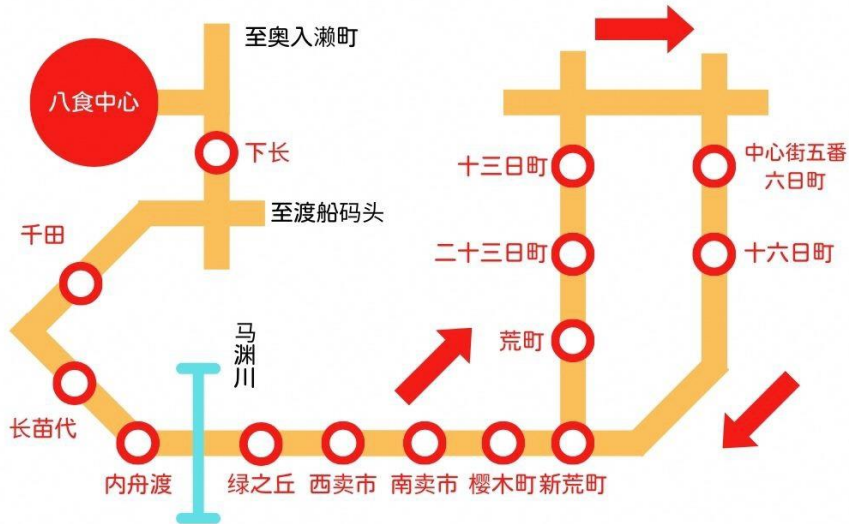 至奥入濑町
八食中心
下长
十三日町
中心街五番
六日町
至渡船码头
千田
二十三日町
十六日町
马渊川
荒町
长苗代
内舟渡
绿之丘
西卖市
南卖市
樱木町
新荒町